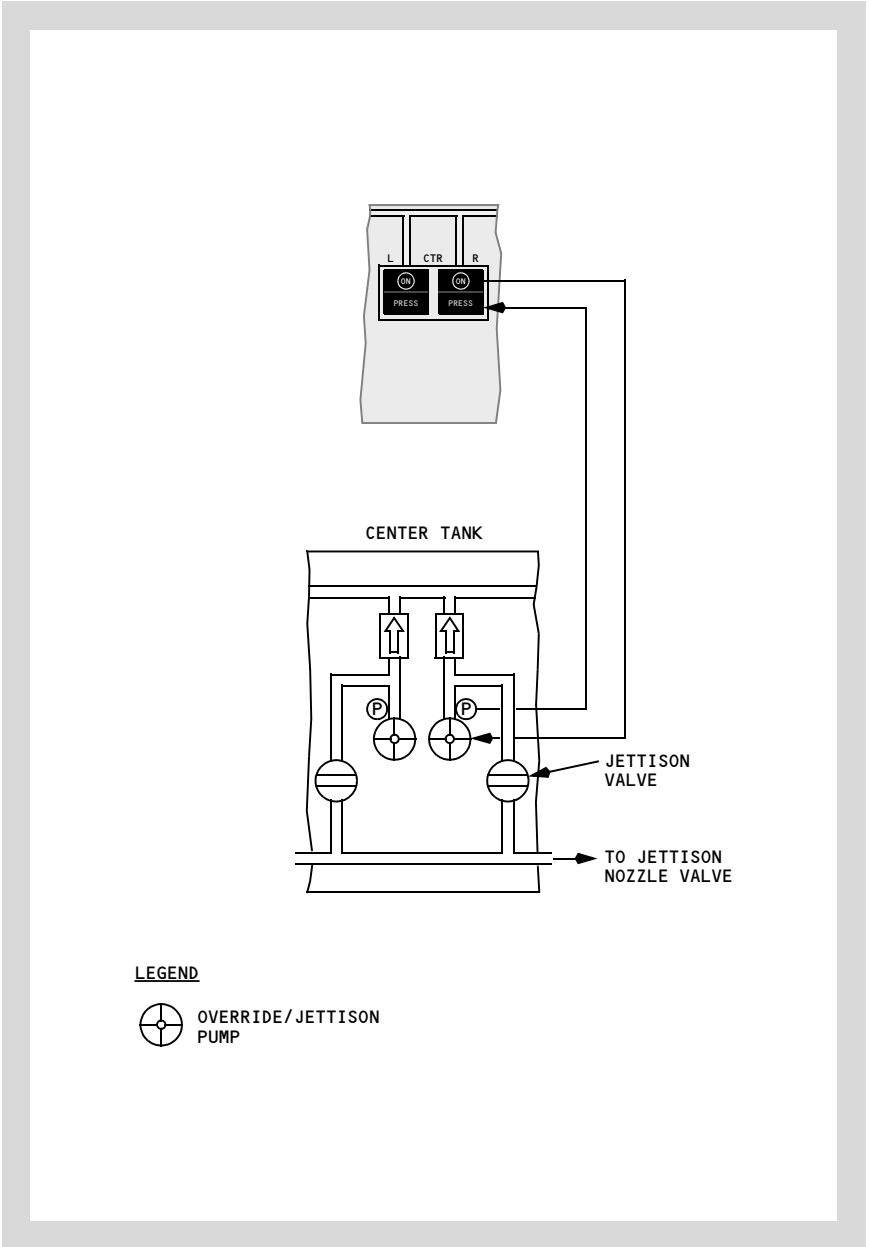 L CTR R
ON ON
PRESS PRESS
CENTER TANK
P P
JETTISON
VALVE
TO JETTISON
NOZZLE VALVE
LEGEND
OVERRIDE/JETTISON
PUMP